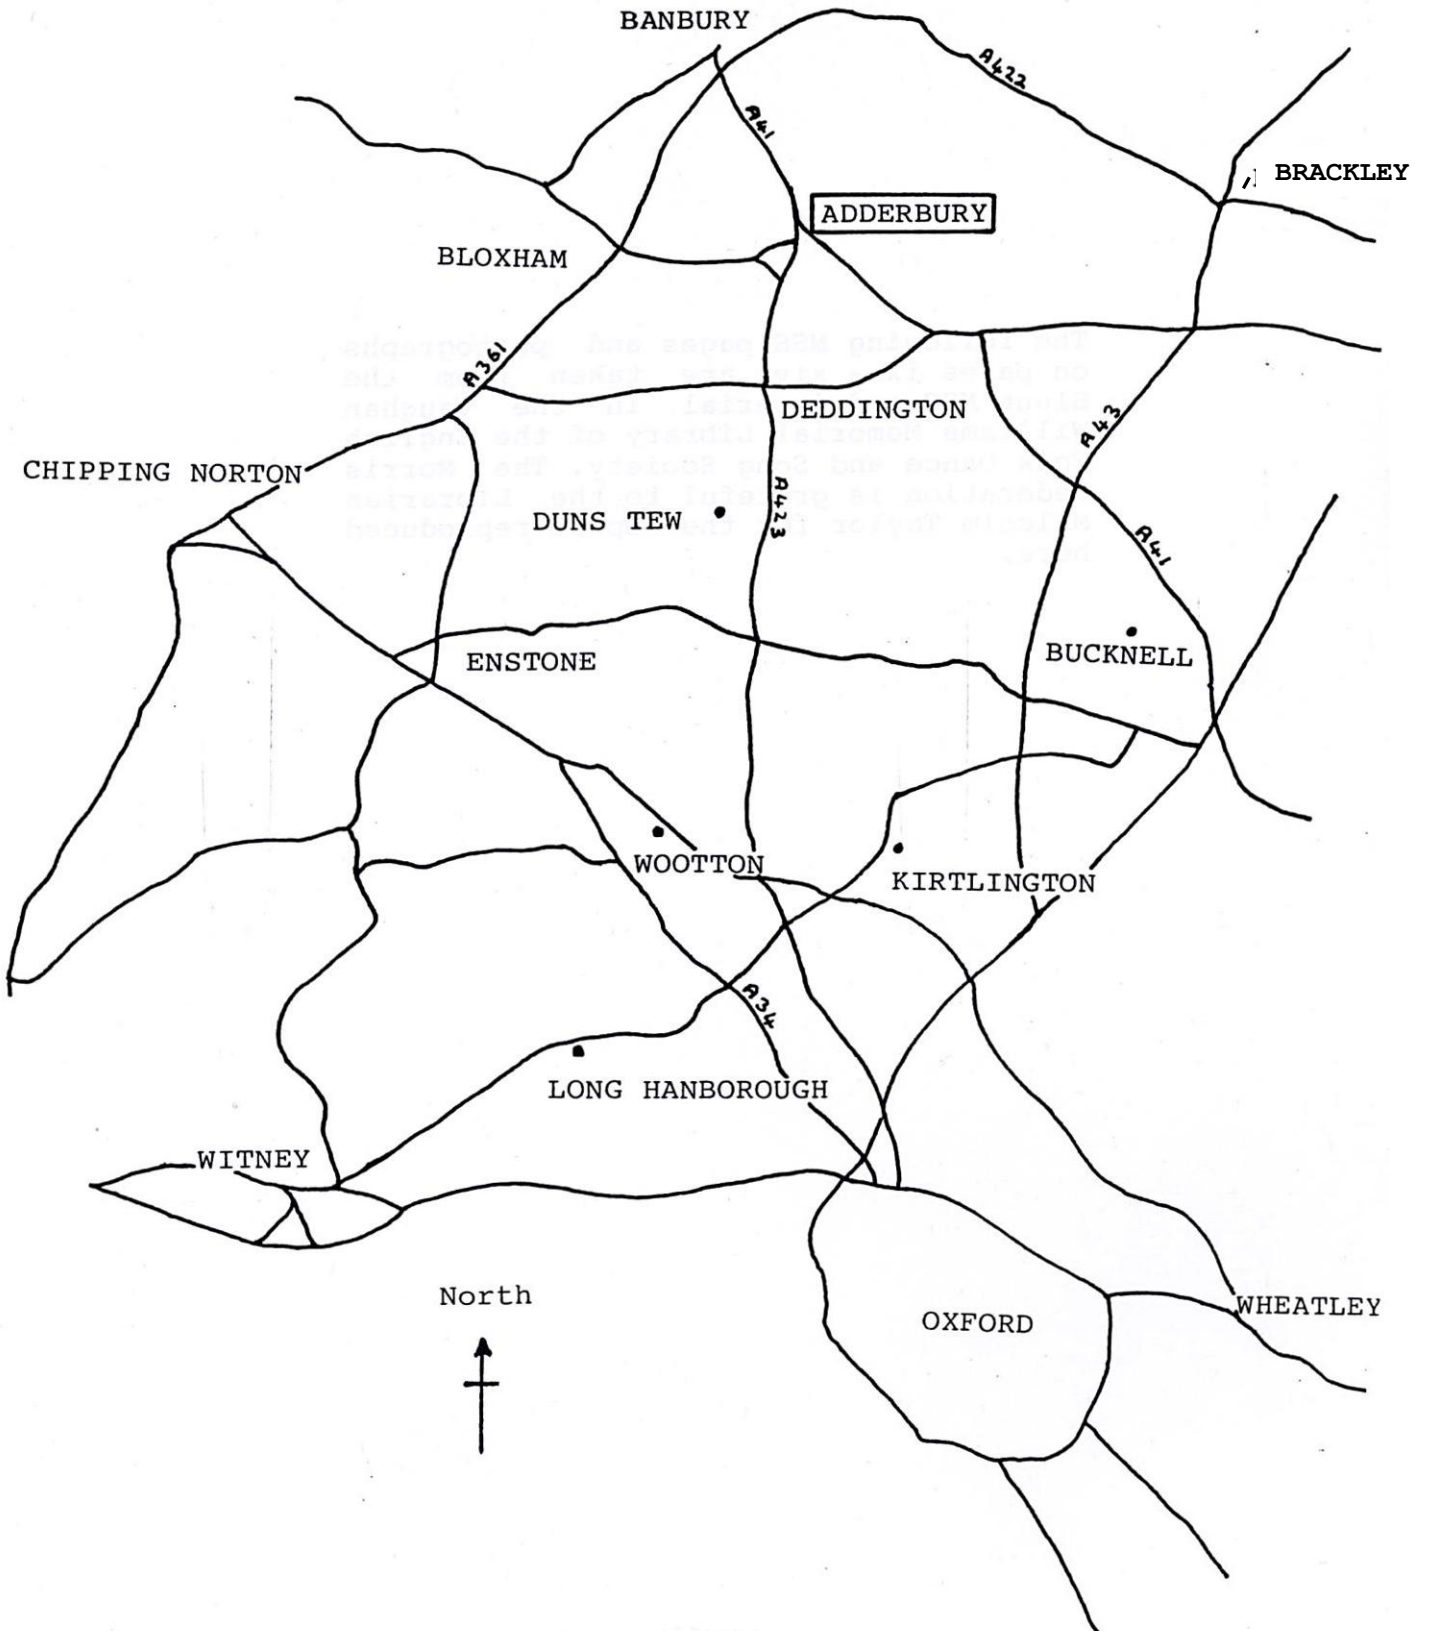 BANBURY
A422
A41
BRACKLEY
ADDERBURY
BLOXHAM
A361
DEDDINGTON
A43
CHIPPING NORTON
A423
DUNS TEW
A41
BUCKNELL
ENSTONE
WOOTTON
KIRTLINGTON
A34
LONG HANBOROUGH
WITNEY
North
WHEATLEY
OXFORD